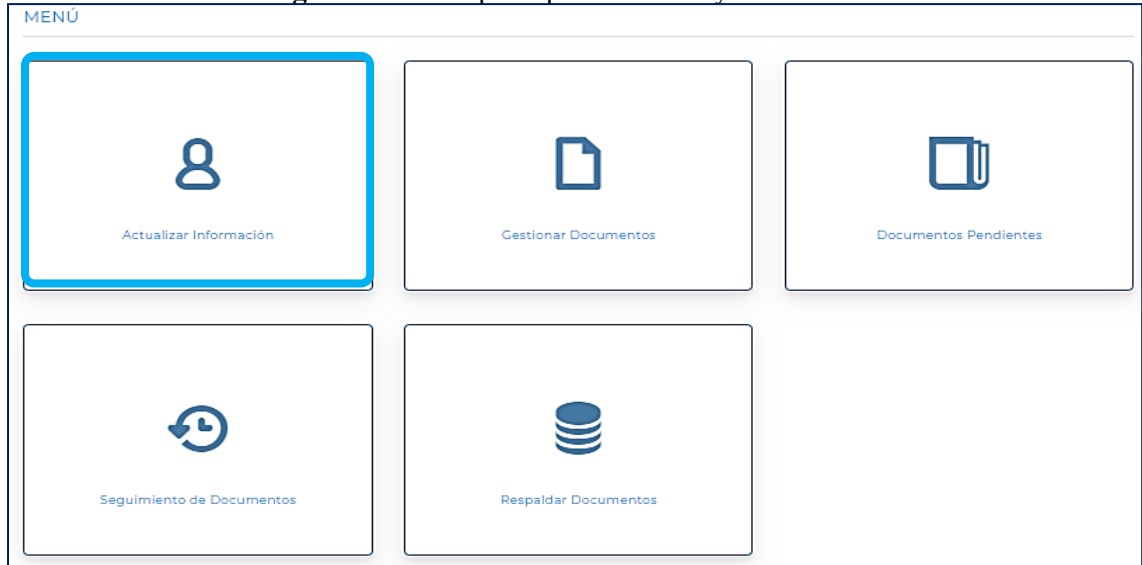 MENÚ
Actualizar Información
Gestionar Documentos
Documentos Pendientes
Seguimiento de Documentos
Respaldar Documentos